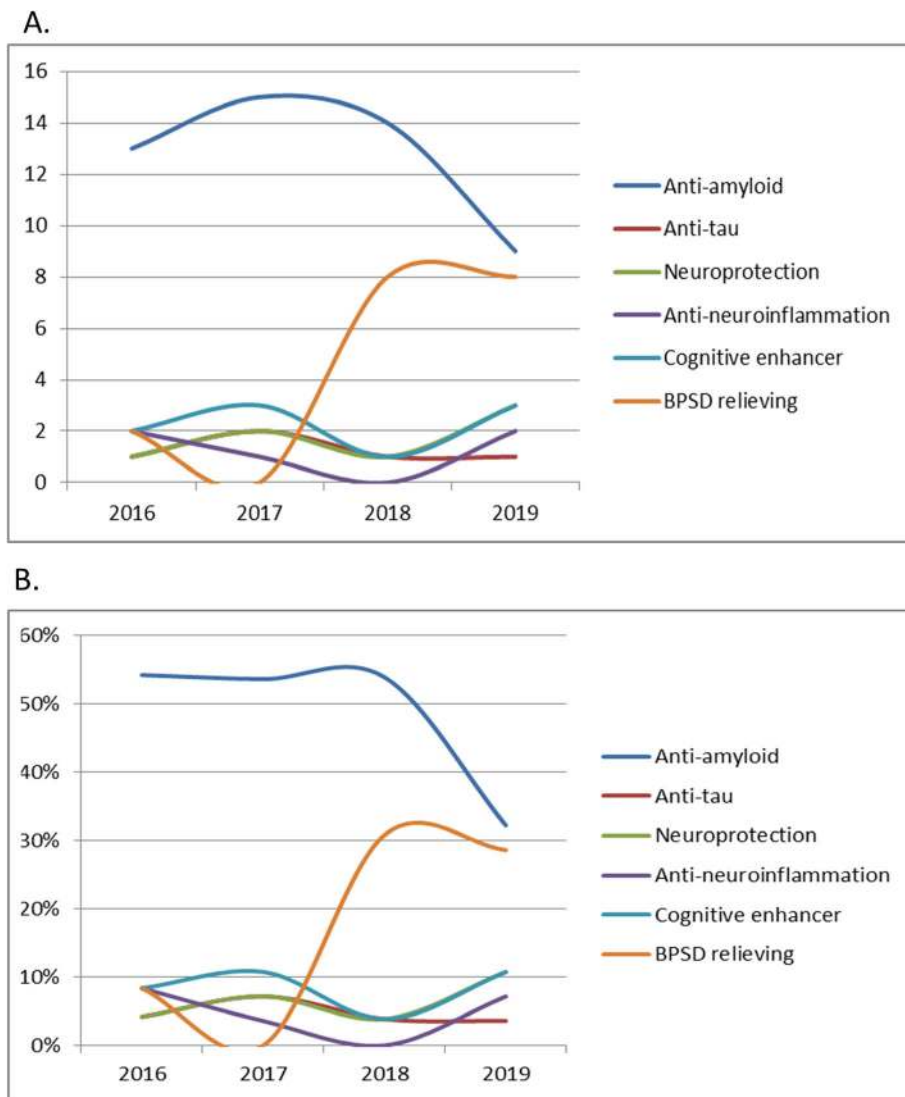 A.
16
14
12
10
8
6
4
2
0
2016 2017 2018 2019
Anti-amyloid
Anti-tau
Neuroprotection
Anti-neuroinflammation
Cognitive enhancer
BPSD relieving
B.
60%
50%
40%
30%
20%
10%
0%
2016 2017 2018 2019
Anti-amyloid
Anti-tau
Neuroprotection
Anti-neuroinflammation
Cognitive enhancer
BPSD relieving